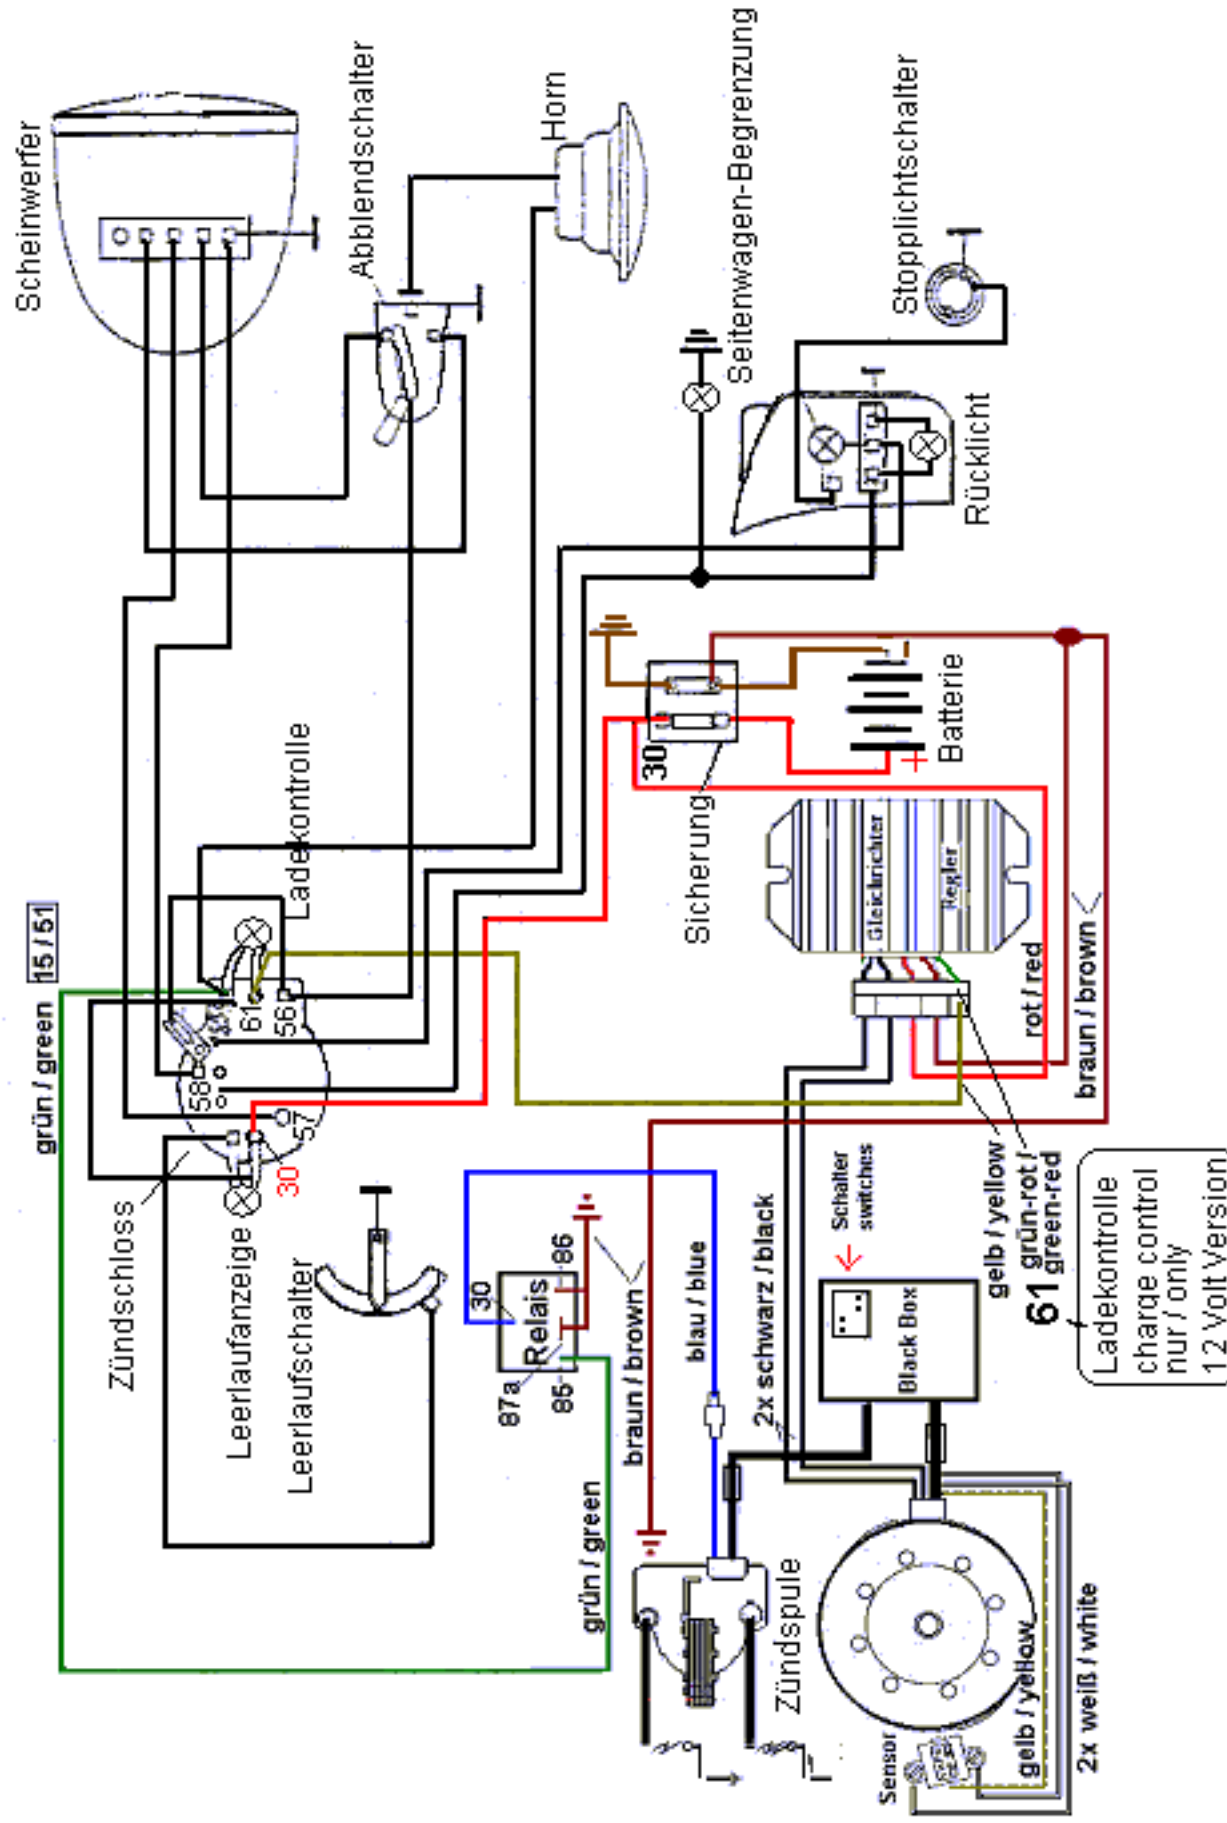 Scheinwerfer
Abblendschalter
Horn
Seitenwagen-Begrenzung
Stopplichtschalter
Rücklicht
Ladekontrolle
Sicherung
30
Batterie
+
-
grün / green
15 / 51
61
56
58
57
30
Zündschloss
Leerlaufanzeige
Leerlaufschalter
Gleichrichter
Regler
rot / red
braun / brown
gelb / yellow
grün-rot /
green-red
61
Ladekontrolle
charge control
nur / only
12 Volt Version
Schalter
switches
Black Box
2x schwarz / black
blau / blue
braun / brown
30
86
Relais
87a
85
grün / green
Zündspule
Sensor
gelb / yellow
2x weiß / white